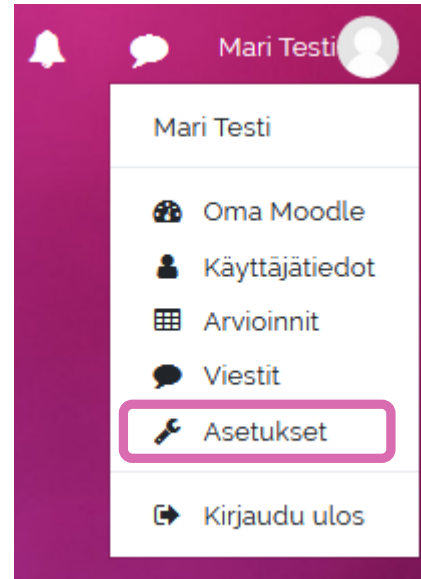 Mari Testi
Mari Testi
Oma Moodle
Käyttäjätiedot
Arvioinnit
Viestit
Asetukset
Kirjaudu ulos